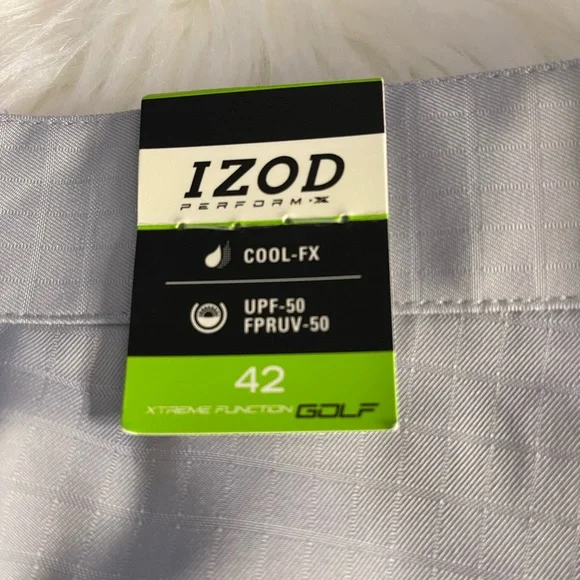 IZOD
PERFORM·X
COOL-FX
UPF-50
FPRUV-50
42
XTREME FUNCTION GOLF